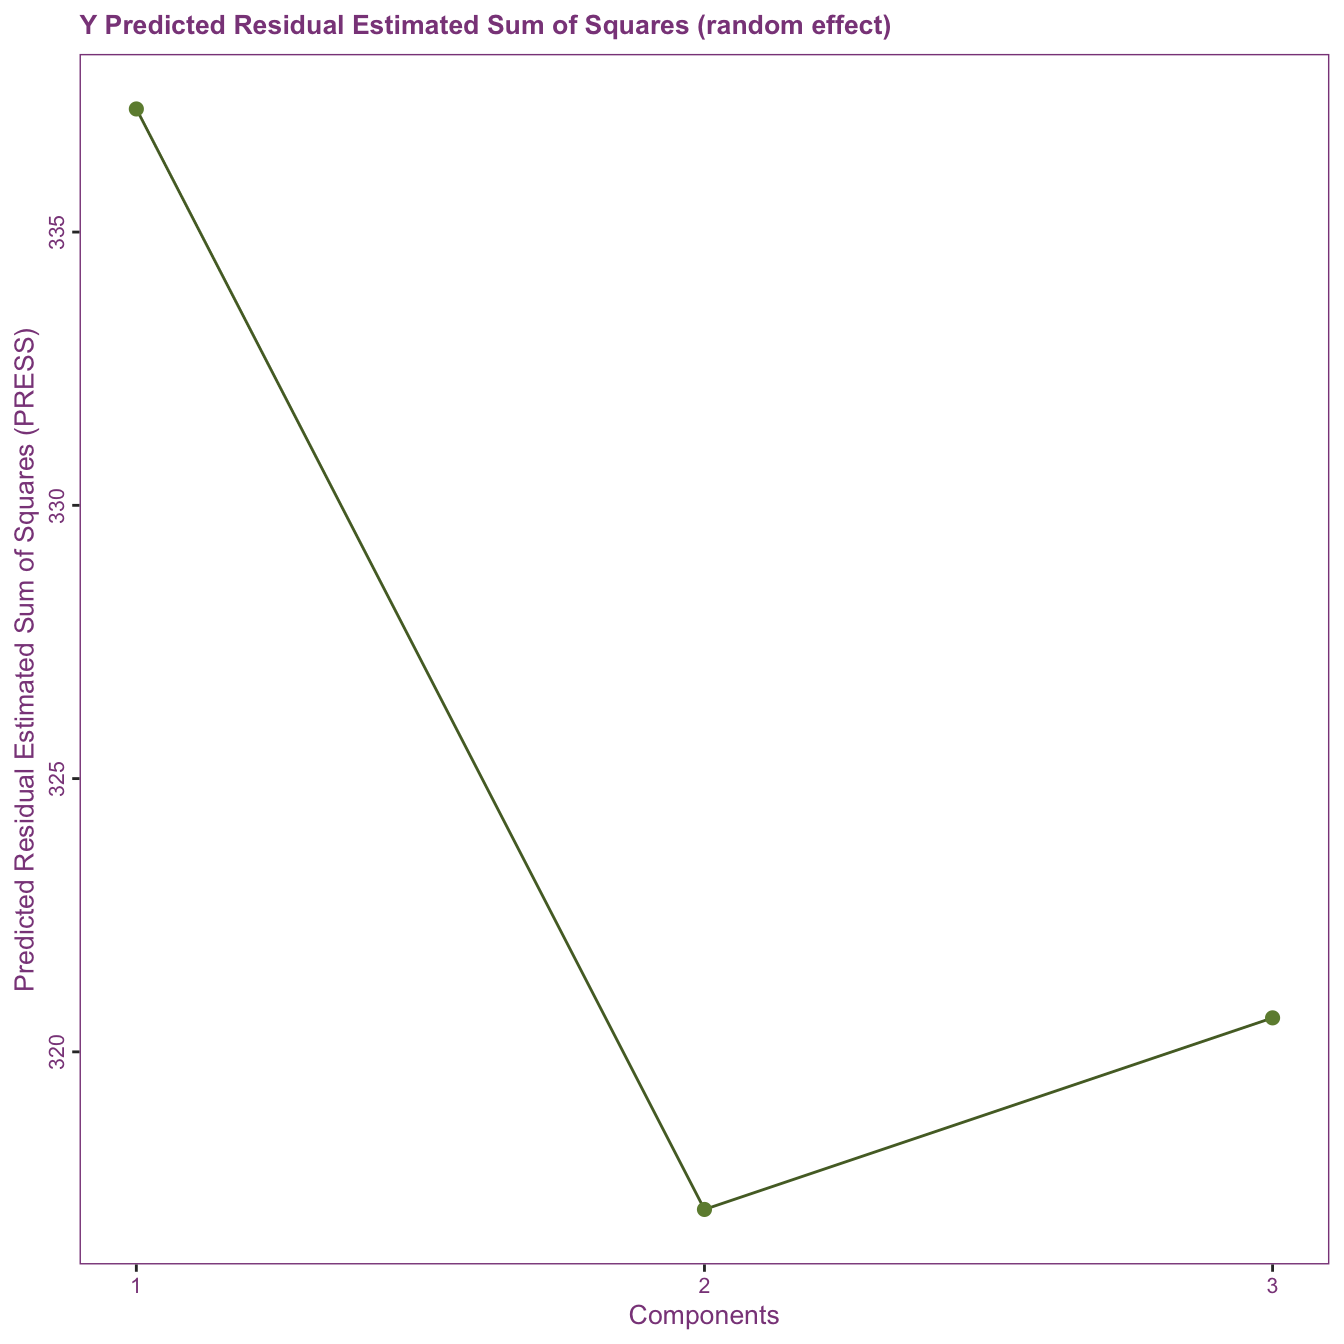 Y Predicted Residual Estimated Sum of Squares (random effect)
Predicted Residual Estimated Sum of Squares (PRESS)
335
330
325
320
1
2
3
Components